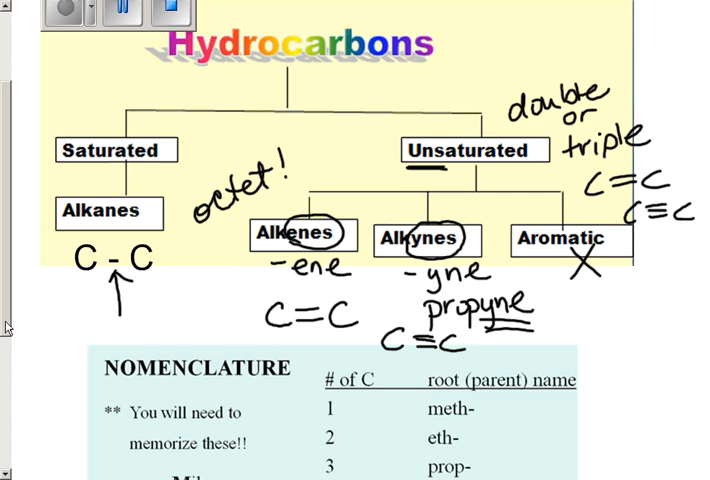 Hydrocarbons
double
or
triple
C=C
C≡C
Saturated
Unsaturated
octet!
Alkanes
Alkenes
Alkynes
Aromatic
X
C - C
-ene
-yne
C=C
propyne
C≡C
NOMENCLATURE
** You will need to
memorize these!!
# of C root (parent) name
1 meth-
2 eth-
3 prop-